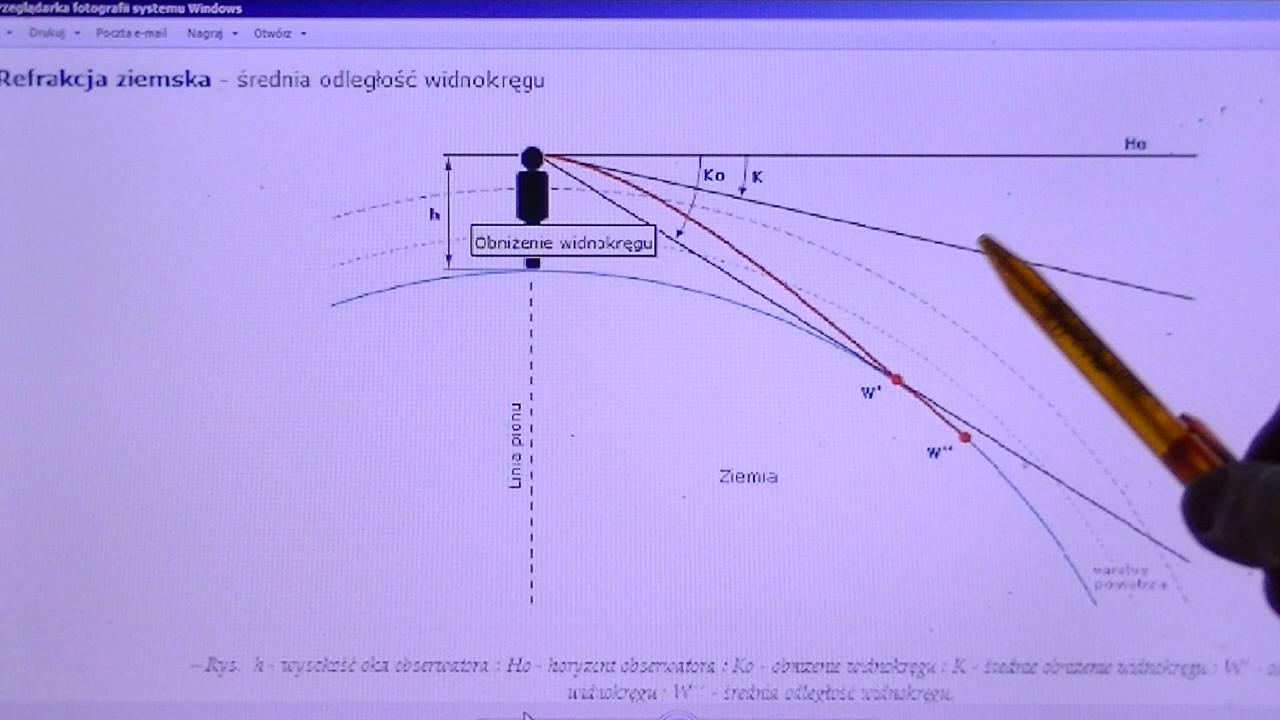 zeglądarka fotografii systemu Windows
Drukuj Poczta e-mail Nagraj Otwórz
Refrakcja ziemska - średnia odległość widnokręgu
Ho
Ko K
h
Obniżenie widnokręgu
W'
W''
Linia pionu
Ziemia
warstwy
powietrza
Rys. h - wysokość oka obserwatora ; Ho - horyzont obserwatora ; Ko - obniżenie widnokręgu ; K - średnie obniżenie widnokręgu ; W' -
widnokręgu ; W'' - średnia odległość widnokręgu.